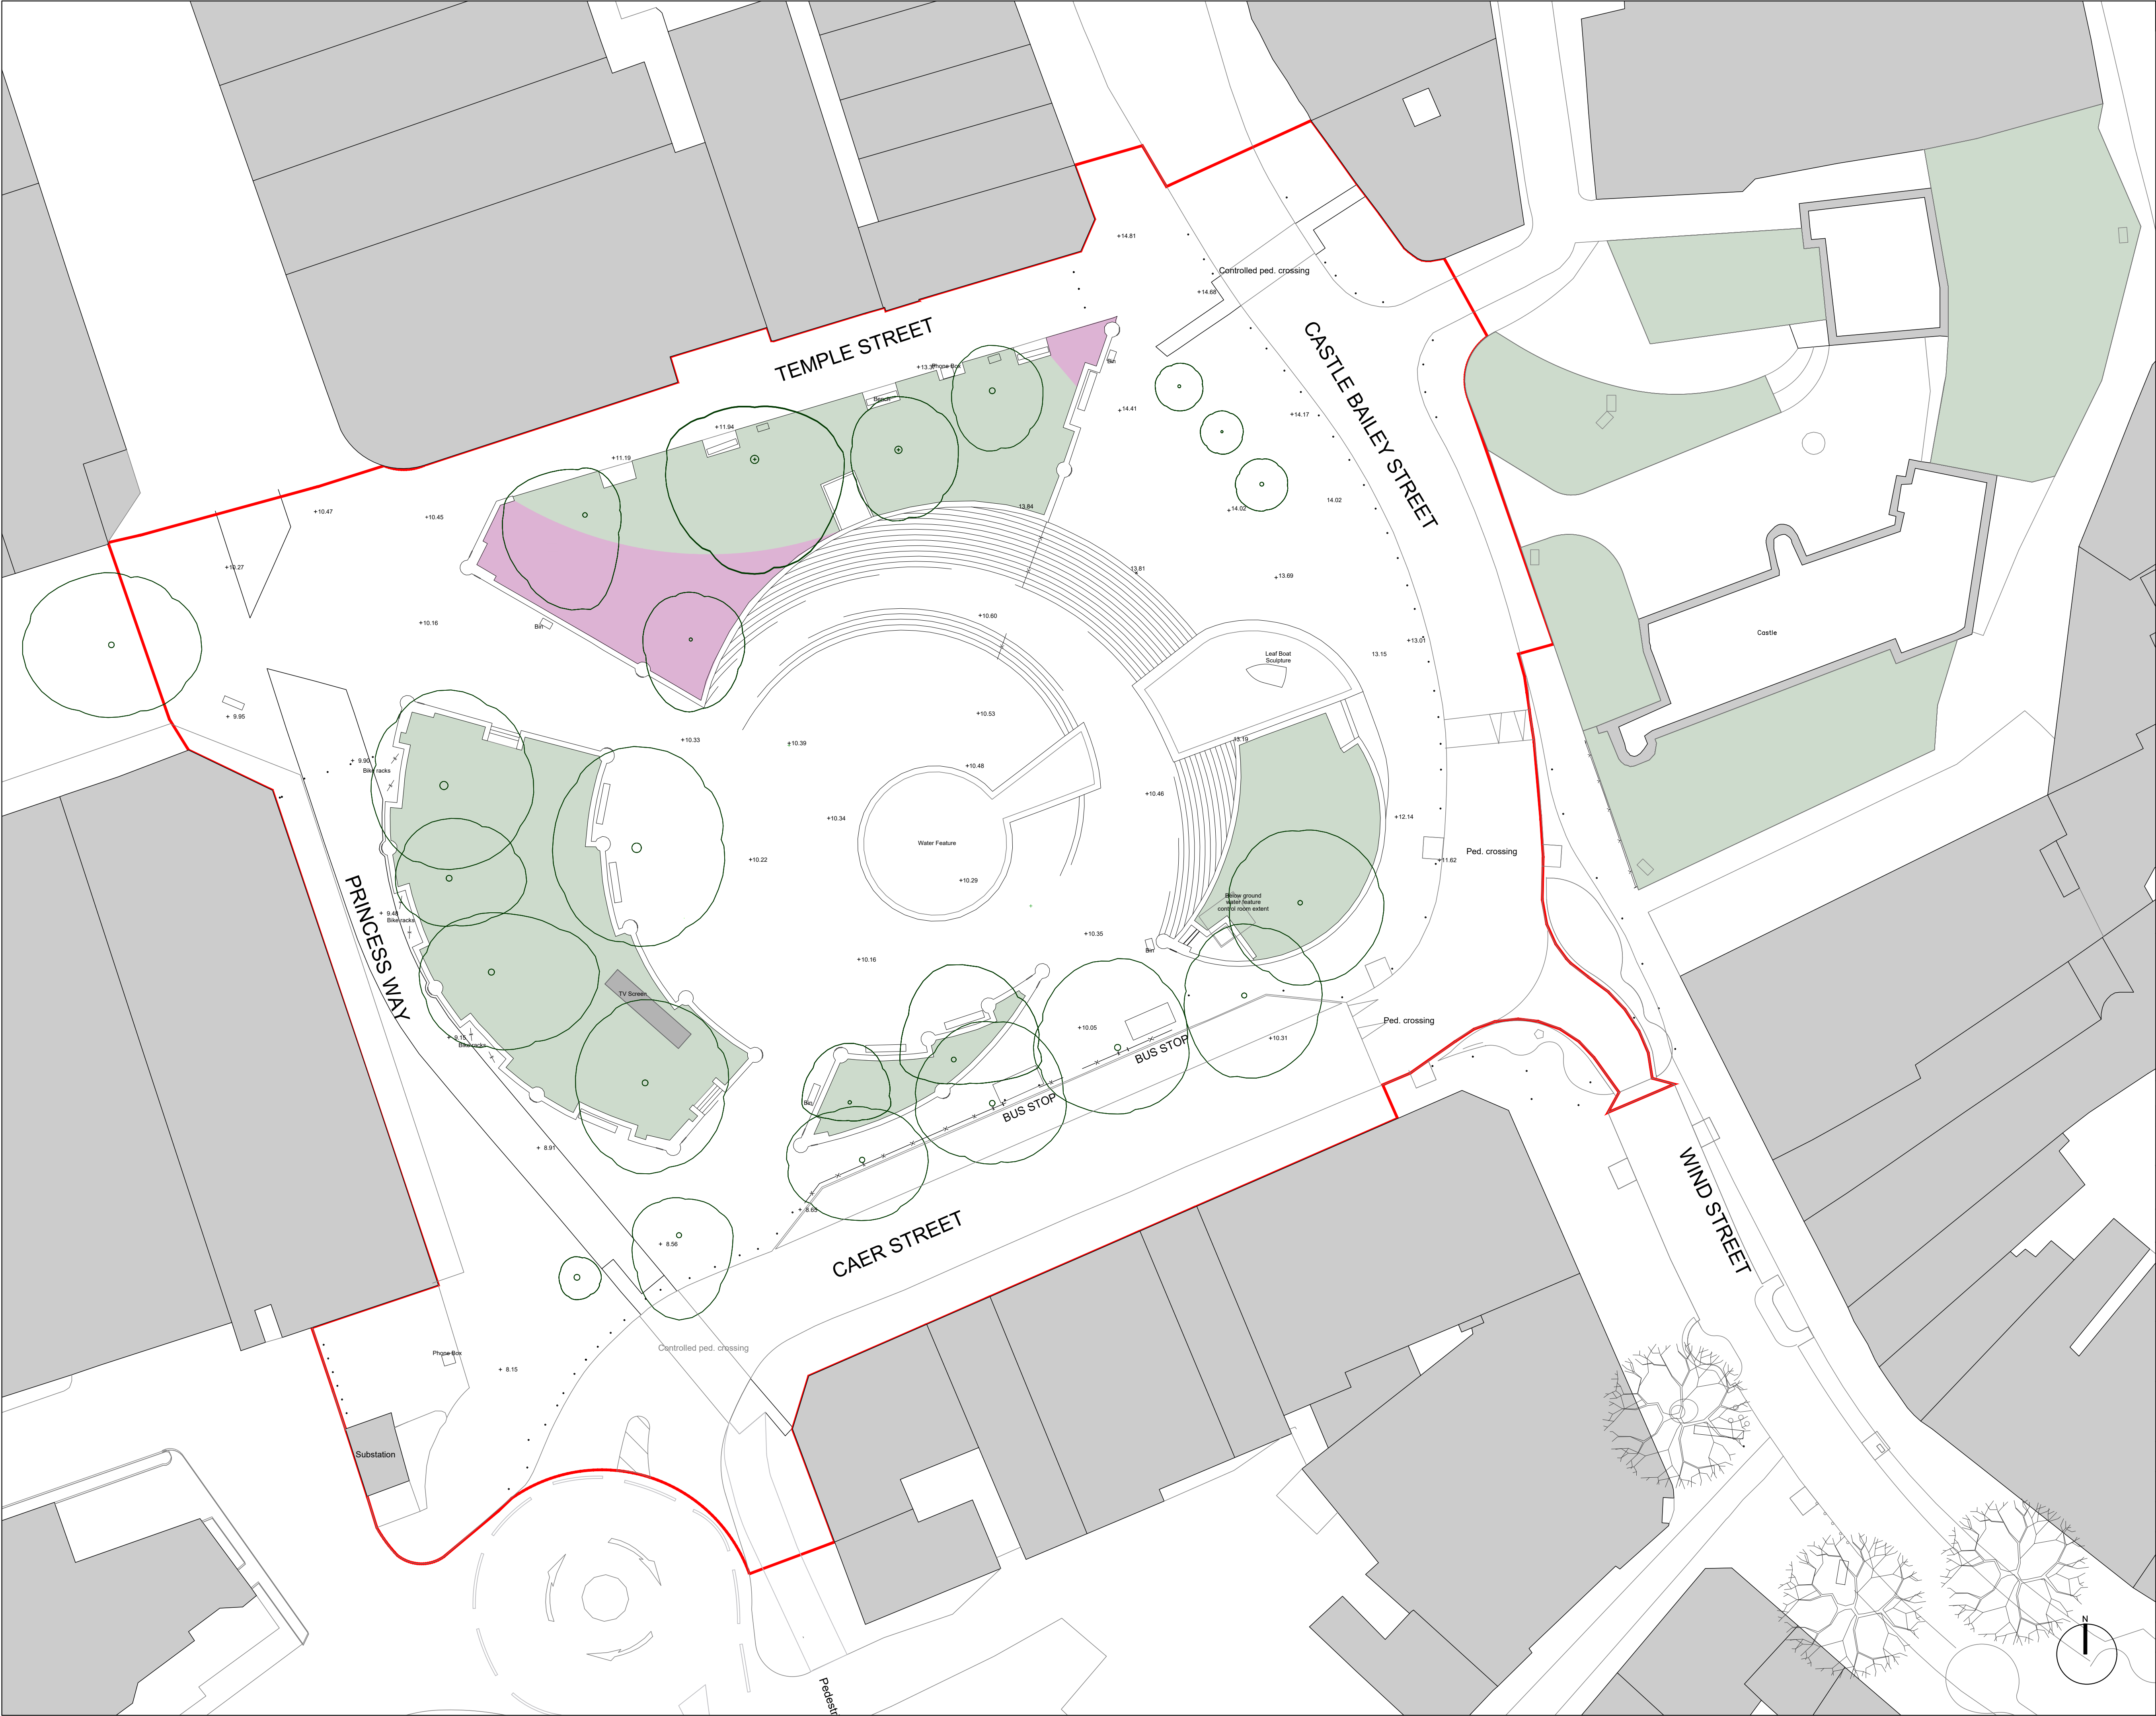 +14.81
Controlled ped. crossing
+14.68
TEMPLE STREET
CASTLE BAILEY STREET
Phone Box
Bin
Bench
+14.41
+14.17
+11.94
+11.19
14.02
13.84
+14.02
+10.47
+10.45
+10.27
13.81
+13.69
+10.60
+10.16
Bin
+13.01
Castle
Leaf Boat
Sculpture
13.15
+ 9.95
+10.53
+10.33
+10.39
13.19
+ 9.90
Bike racks
+10.48
+10.46
+10.34
+12.14
Water Feature
+10.22
+11.62
Ped. crossing
+10.29
Below ground
water feature
control room extent
PRINCESS WAY
+ 9.48
Bike racks
+10.35
Bin
+10.16
TV Screen
+10.05
Ped. crossing
+ 9.15
Bike racks
+10.31
BUS STOP
BUS STOP
Bin
+ 8.91
WIND STREET
+ 8.65
CAER STREET
+ 8.56
Controlled ped. crossing
Phone Box
+ 8.15
Substation
N
Pedestr